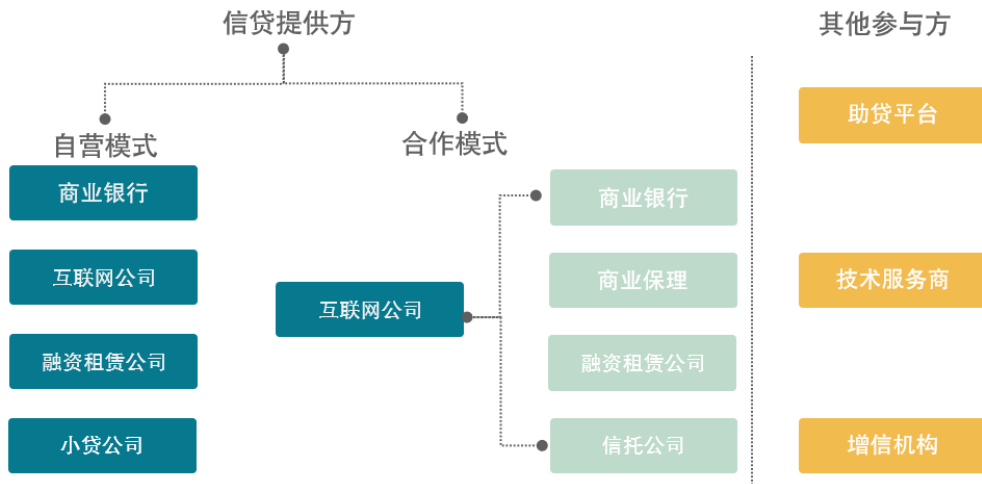 信贷提供方
其他参与方
自营模式
合作模式
商业银行
互联网公司
融资租赁公司
小贷公司
互联网公司
商业银行
商业保理
融资租赁公司
信托公司
助贷平台
技术服务商
增信机构